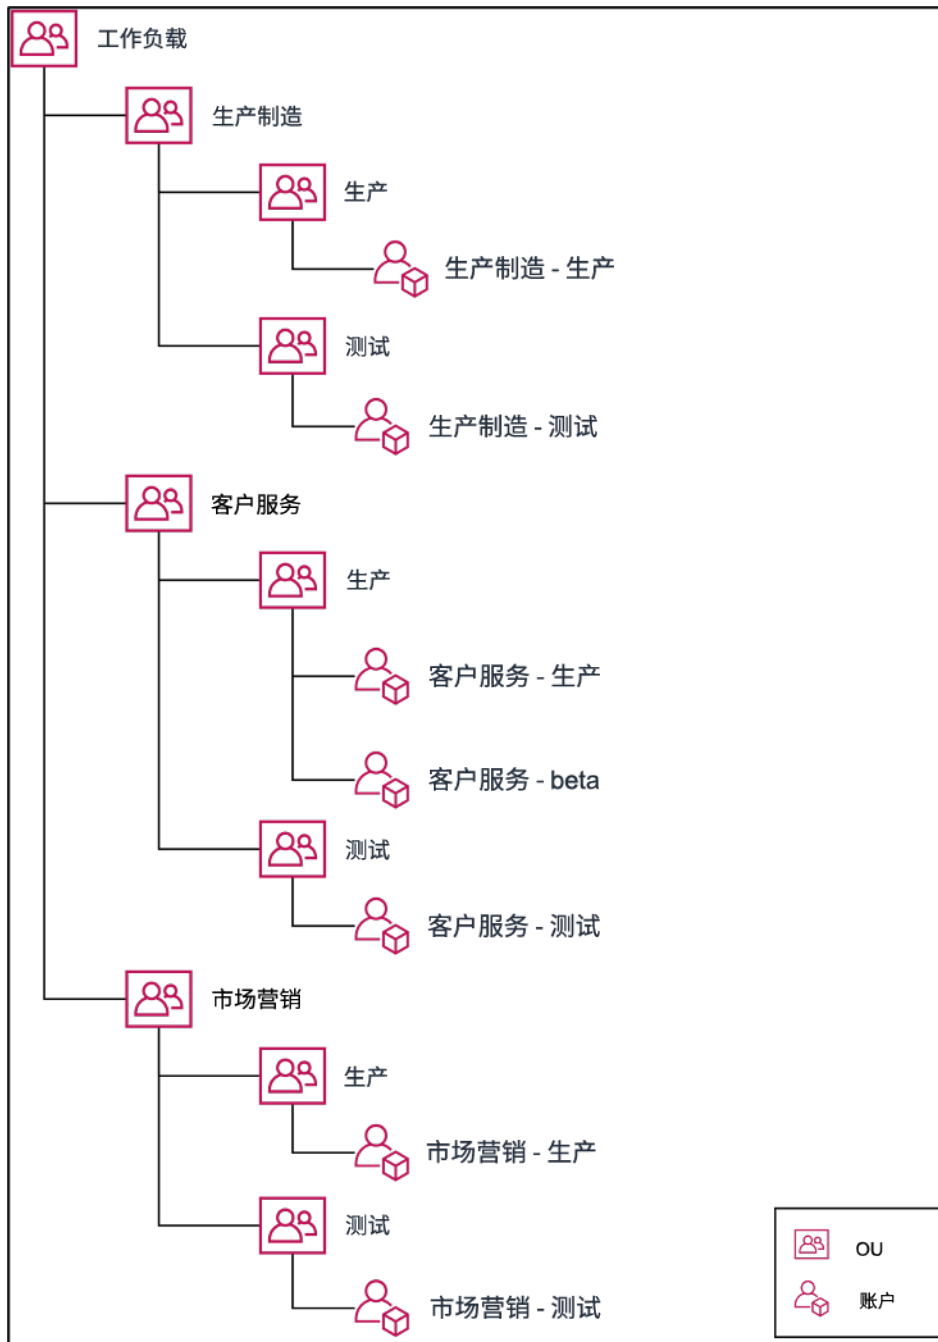 工作负载
生产制造
生产
生产制造 - 生产
测试
生产制造 - 测试
客户服务
生产
客户服务 - 生产
客户服务 - beta
测试
客户服务 - 测试
市场营销
生产
市场营销 - 生产
测试
市场营销 - 测试
OU
账户